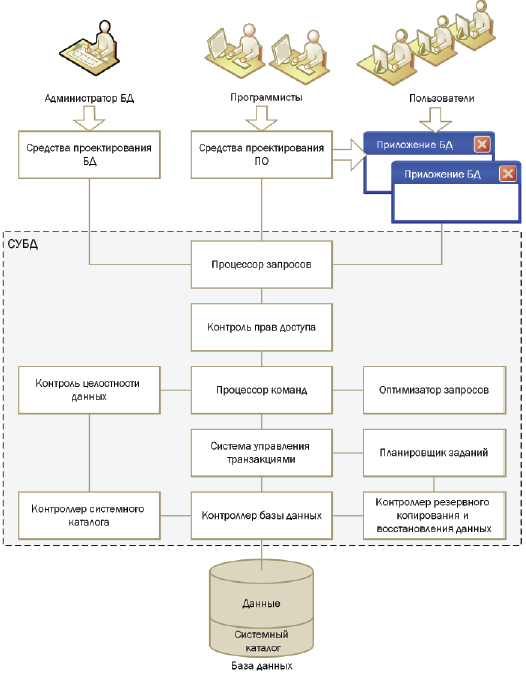 Администратор БД
Программисты
Пользователи
Средства проектирования
БД
Средства проектирования
ПО
Приложение БД
Приложение БД
СУБД
Процессор запросов
Контроль прав доступа
Контроль целостности
данных
Процессор команд
Оптимизатор запросов
Система управления
транзакциями
Планировщик заданий
Контроллер системного
каталога
Контроллер базы данных
Контроллер резервного
копирования и
восстановления данных
Данные
Системный
каталог
База данных